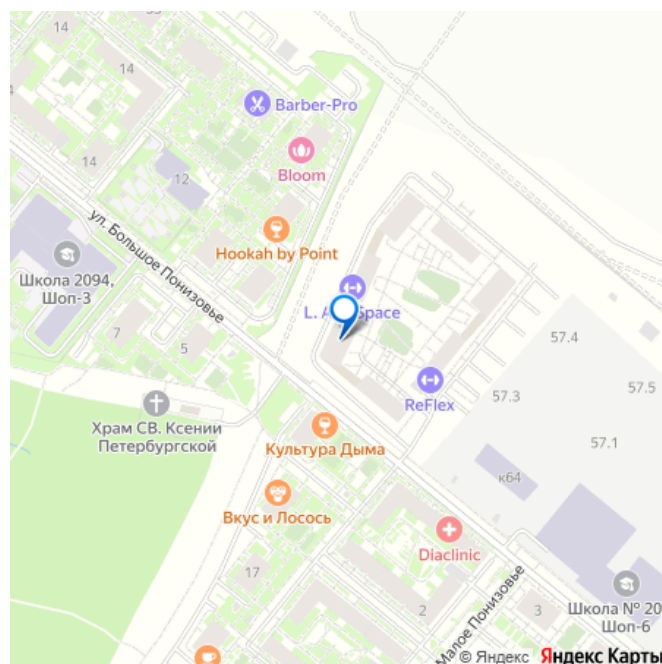 14
14
Barber-Pro
14
Bloom
12
ул. Большое Понизовье
Hookah by Point
Школа 2094,
Шоп-3
L. A
Space
7
5
57.4
57.5
57.3
ReFlex
Храм СВ. Ксении
Петербургской
57.1
Культура Дыма
к64
Вкус и Лосось
Diaclinic
17
2
Малое Понизовье
3
Школа № 20
Шоп-6
© Яндекс Яндекс Карты